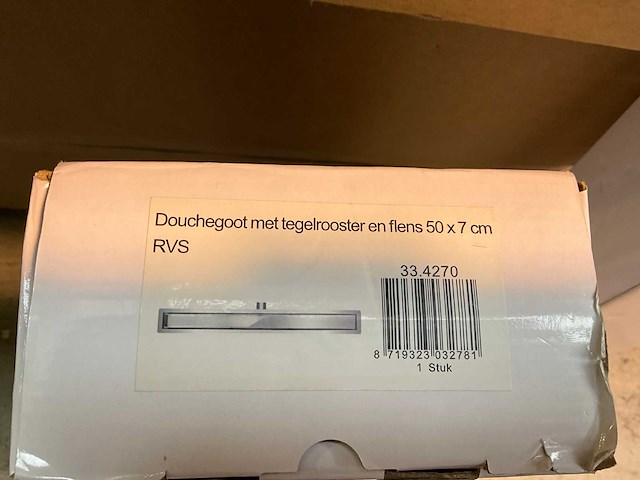 Douchegoot met tegelrooster en flens 50 x 7 cm
RVS
33.4270
8 719323 032781
1 Stuk